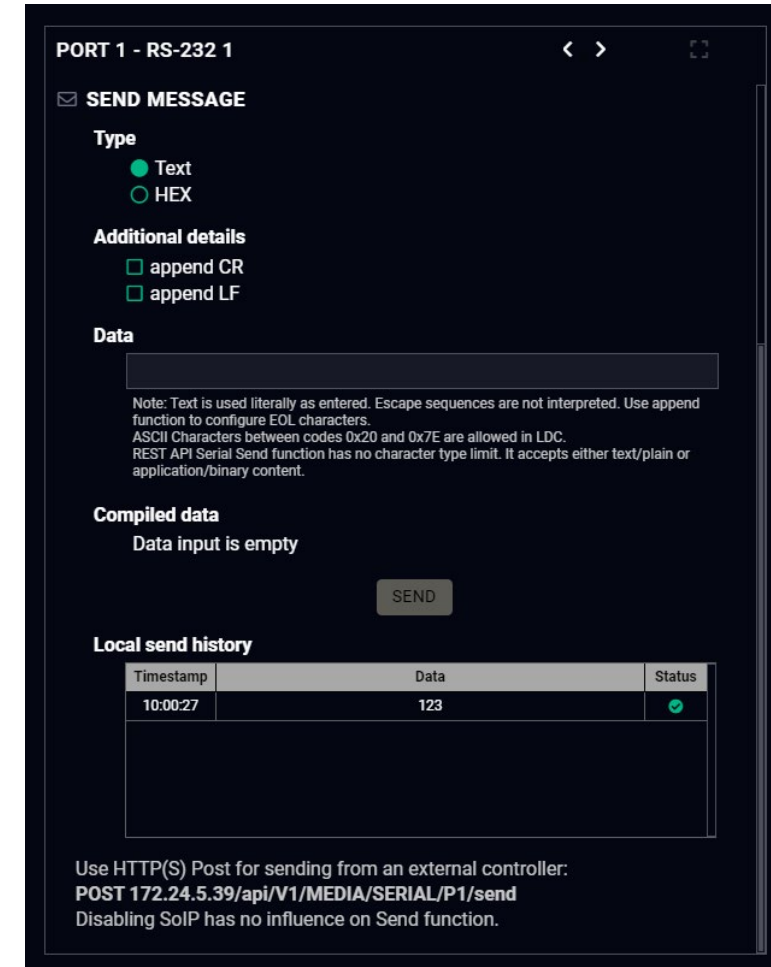 PORT 1 - RS-232 1
SEND MESSAGE
Type
Text
HEX
Additional details
append CR
append LF
Data
Note: Text is used literally as entered. Escape sequences are not interpreted. Use append
function to configure EOL characters.
ASCII Characters between codes 0x20 and 0x7E are allowed in LDC.
REST API Serial Send function has no character type limit. It accepts either text/plain or
application/binary content.
Compiled data
Data input is empty
SEND
Local send history
Timestamp Data Status
10:00:27 123
Use HTTP(S) Post for sending from an external controller:
POST 172.24.5.39/api/V1/MEDIA/SERIAL/P1/send
Disabling SoIP has no influence on Send function.